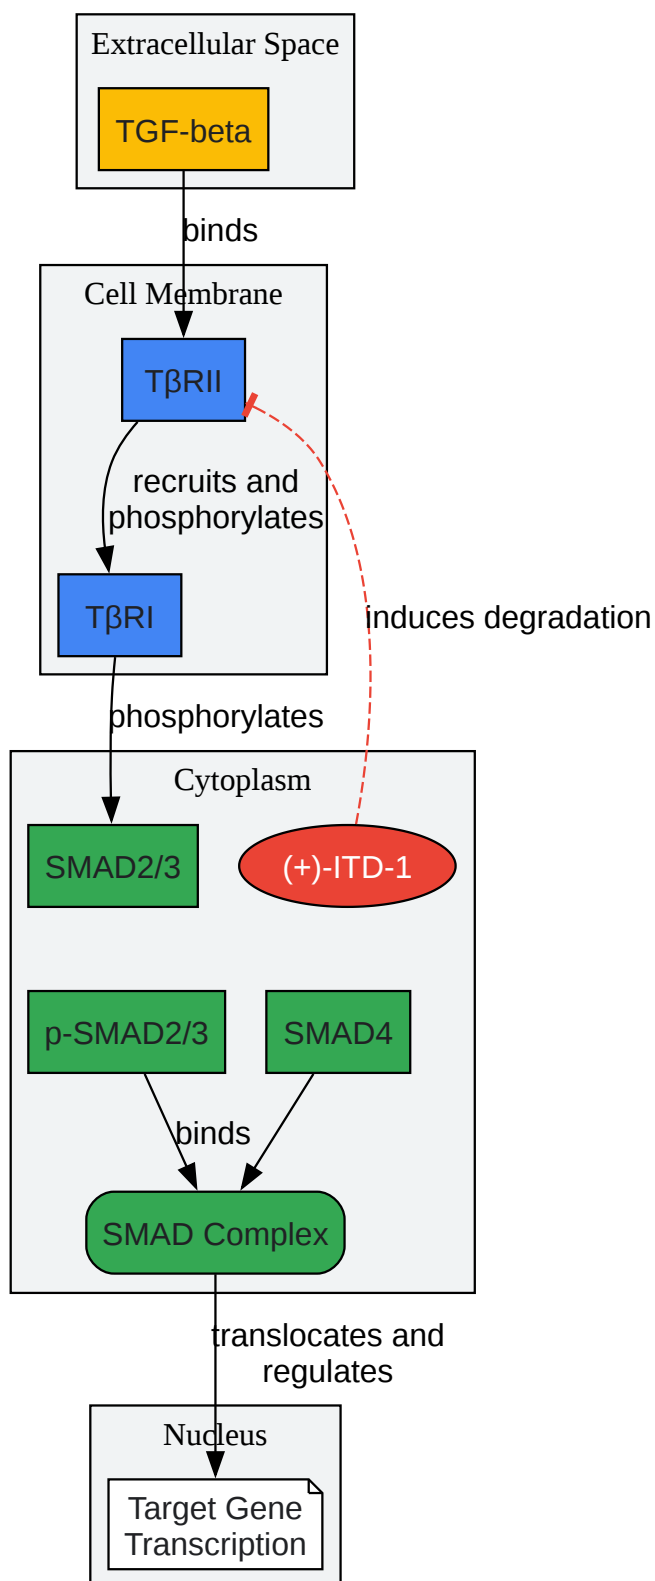 Extracellular Space
TGF-beta
binds
Cell Membrane
TβRII
recruits and
phosphorylates
TβRI
induces degradation
phosphorylates
Cytoplasm
SMAD2/3
(+)-ITD-1
p-SMAD2/3
SMAD4
binds
SMAD Complex
translocates and
regulates
Nucleus
Target Gene
Transcription